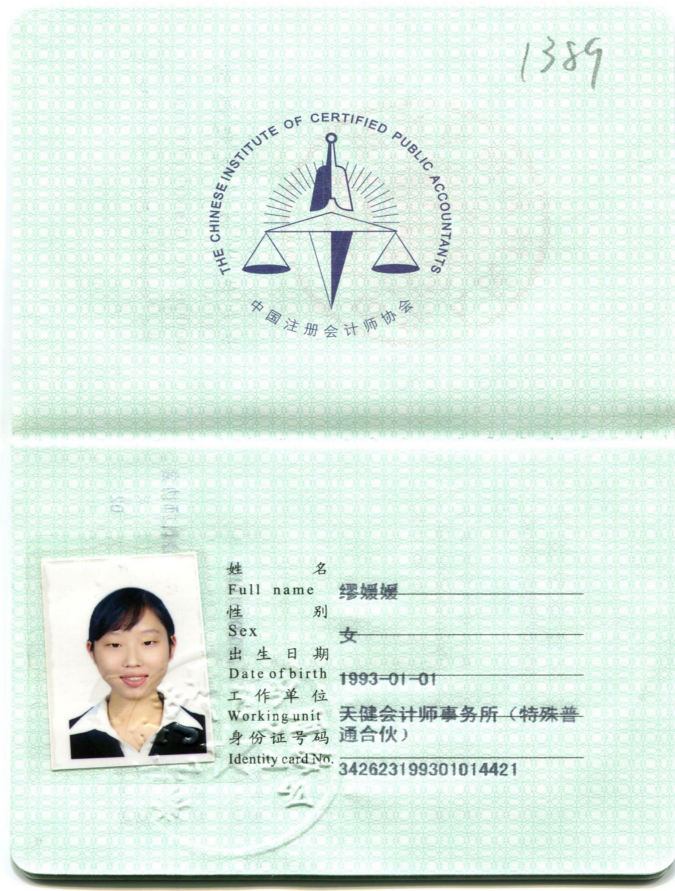 1389
THE CHINESE INSTITUTE OF CERTIFIED PUBLIC ACCOUNTANTS
中国注册会计师协会
姓 名
Full name 缪媛媛
性 别
Sex 女
出生日期
Date of birth 1993-01-01
工作单位
Working unit 天健会计师事务所（特殊普
通合伙）
身份证号码
Identity card No. 342623199301014421